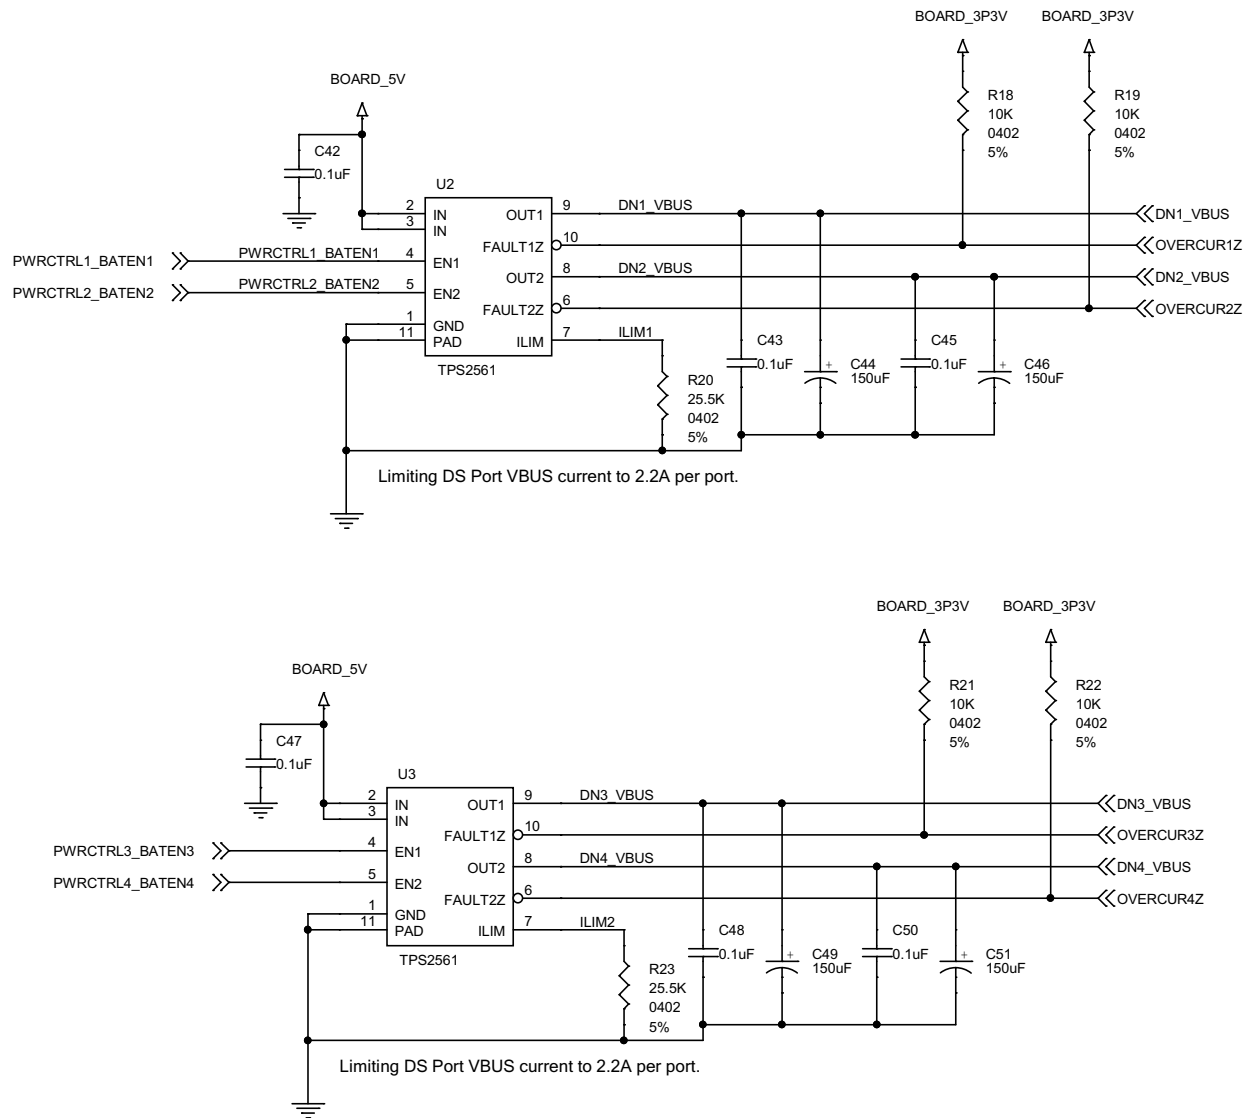 BOARD_3P3V BOARD_3P3V
BOARD_5V
R18
10K
0402
5%
R19
10K
0402
5%
C42
0.1uF
U2
2 IN
3 IN
OUT1 9 DN1_VBUS
DN1_VBUS
FAULT1Z 10
OVERCUR1Z
PWRCTRL1_BATEN1 PWRCTRL1_BATEN1 4 EN1
OUT2 8 DN2_VBUS
DN2_VBUS
PWRCTRL2_BATEN2 PWRCTRL2_BATEN2 5 EN2
FAULT2Z 6
OVERCUR2Z
1 GND
11 PAD
ILIM 7 ILIM1
TPS2561
C43
0.1uF
+
C44
150uF
C45
0.1uF
+
C46
150uF
R20
25.5K
0402
5%
Limiting DS Port VBUS current to 2.2A per port.
BOARD_3P3V BOARD_3P3V
BOARD_5V
R21
10K
0402
5%
R22
10K
0402
5%
C47
0.1uF
U3
2 IN
3 IN
OUT1 9 DN3_VBUS
DN3_VBUS
FAULT1Z 10
OVERCUR3Z
PWRCTRL3_BATEN3 4 EN1
OUT2 8 DN4_VBUS
DN4_VBUS
PWRCTRL4_BATEN4 5 EN2
FAULT2Z 6
OVERCUR4Z
1 GND
11 PAD
ILIM 7 ILIM2
TPS2561
C48
0.1uF
+
C49
150uF
C50
0.1uF
+
C51
150uF
R23
25.5K
0402
5%
Limiting DS Port VBUS current to 2.2A per port.